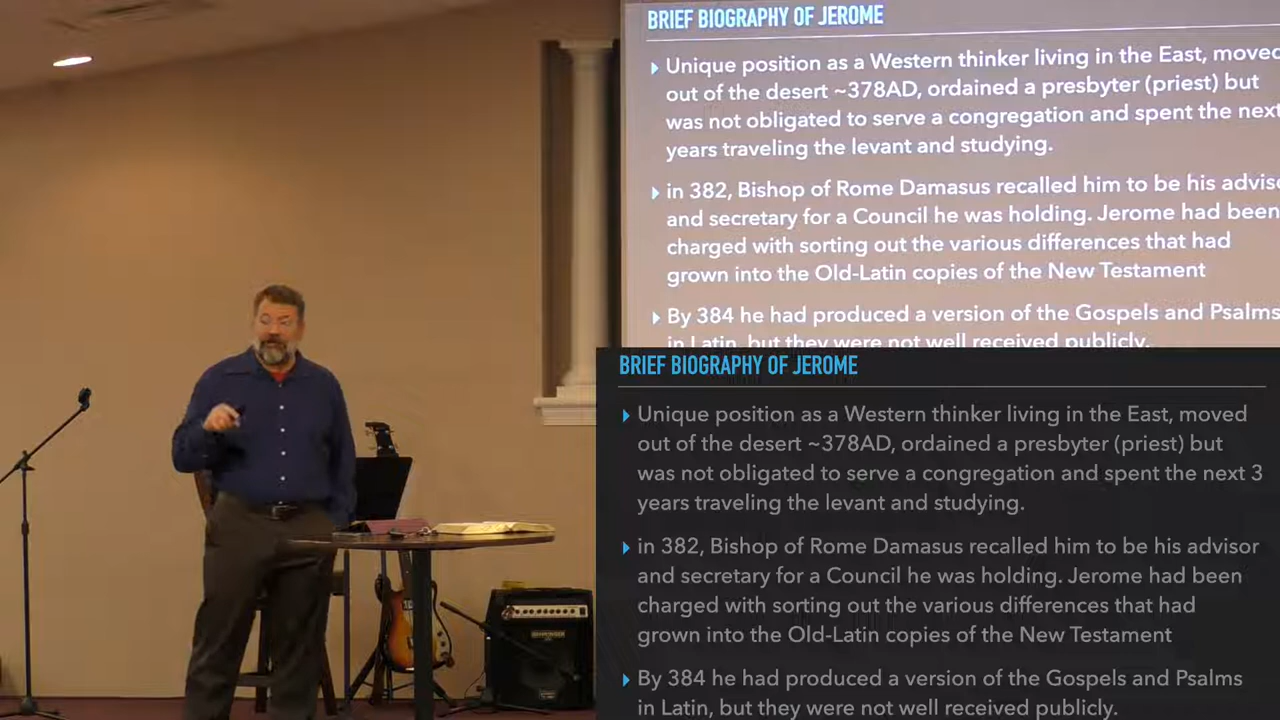 BRIEF BIOGRAPHY OF JEROME
Unique position as a Western thinker living in the East, moved
out of the desert ~378AD, ordained a presbyter (priest) but
was not obligated to serve a congregation and spent the next
years traveling the levant and studying.
in 382, Bishop of Rome Damasus recalled him to be his adviso
and secretary for a Council he was holding. Jerome had been
charged with sorting out the various differences that had
grown into the Old-Latin copies of the New Testament
By 384 he had produced a version of the Gospels and Psalms
in Latin, but they were not well received publicly.
BRIEF BIOGRAPHY OF JEROME
Unique position as a Western thinker living in the East, moved
out of the desert ~378AD, ordained a presbyter (priest) but
was not obligated to serve a congregation and spent the next 3
years traveling the levant and studying.
in 382, Bishop of Rome Damasus recalled him to be his advisor
and secretary for a Council he was holding. Jerome had been
charged with sorting out the various differences that had
grown into the Old-Latin copies of the New Testament
By 384 he had produced a version of the Gospels and Psalms
in Latin, but they were not well received publicly.